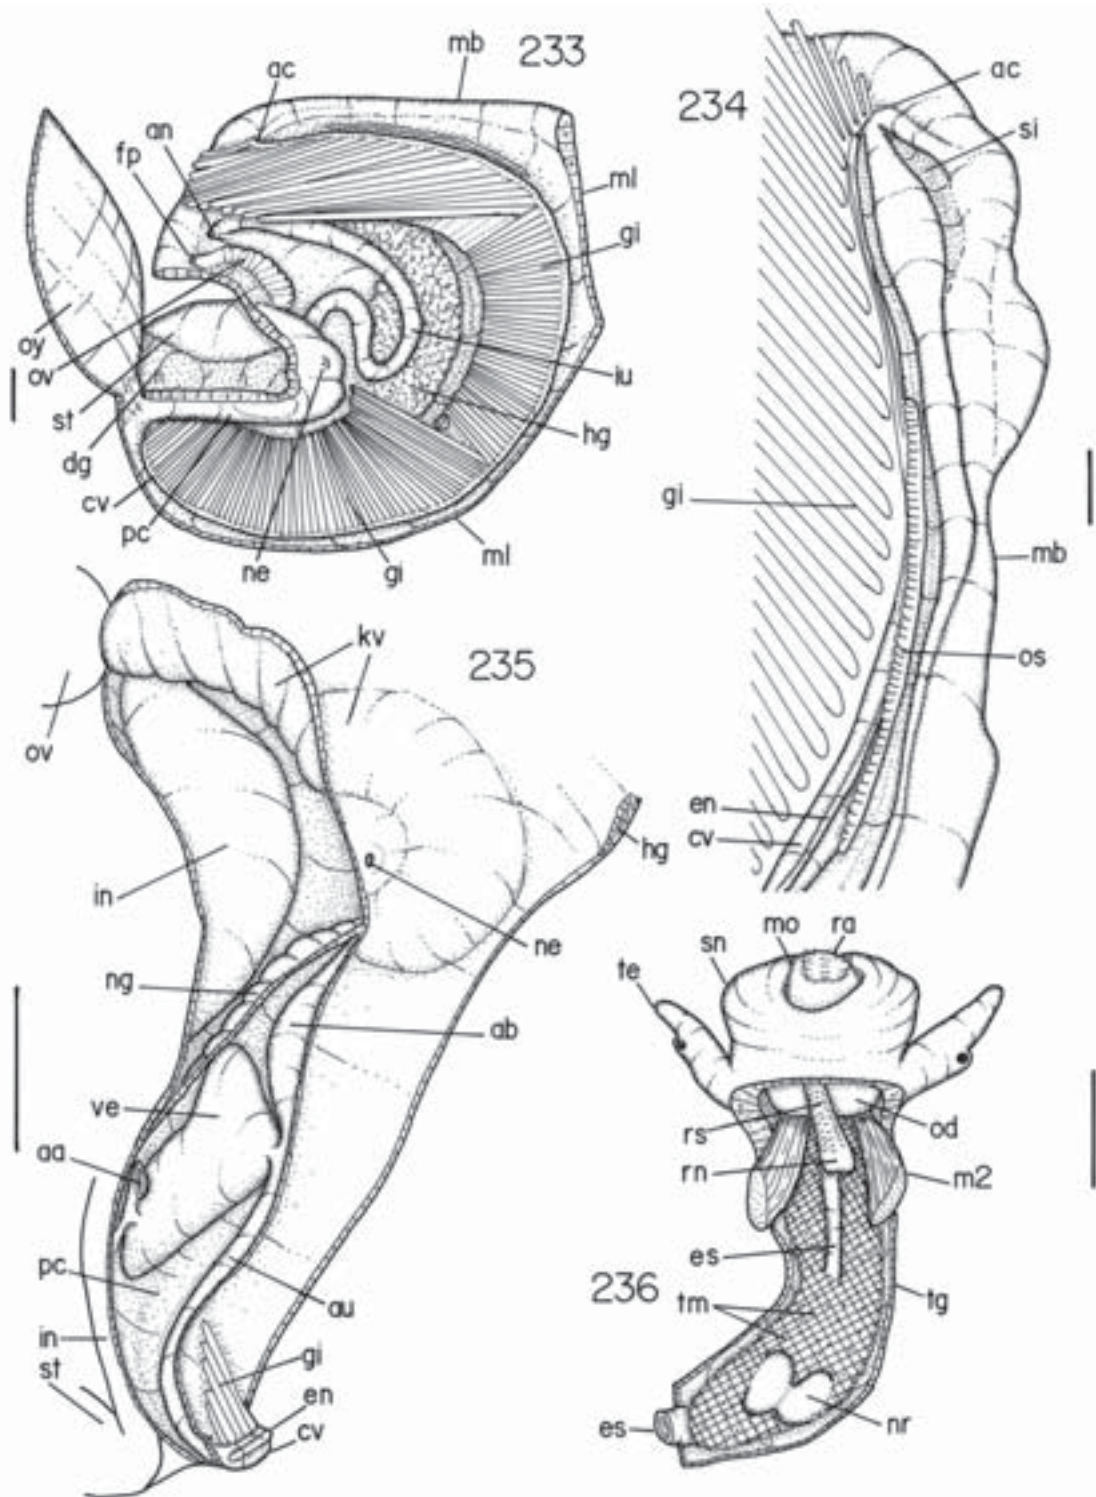 233
mb
ac
an
fp
ml
gi
oy
ov
st
dg
cv
pc
ne
gi
ml
hg
iu
234
ac
si
gi
mb
os
en
cv
235
kv
ov
in
hg
ne
ng
ab
ve
aa
pc
in
st
au
gi
en
cv
236
mo
ra
sn
te
rs
od
rn
m2
es
tm
tg
es
nr